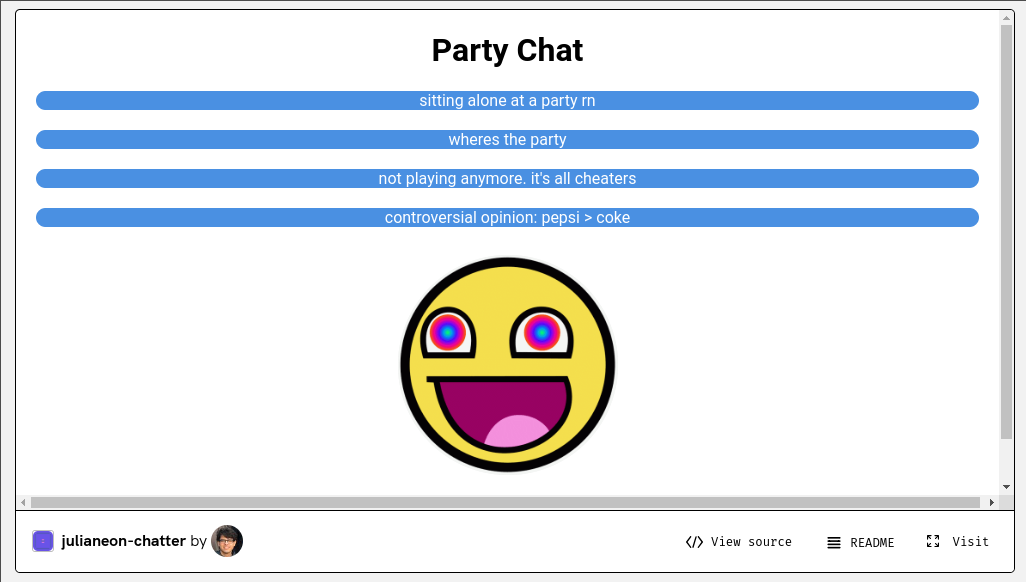 Party Chat
sitting alone at a party rn
wheres the party
not playing anymore. it's all cheaters
controversial opinion: pepsi > coke
julianeon-chatter by
</> View source
README
Visit